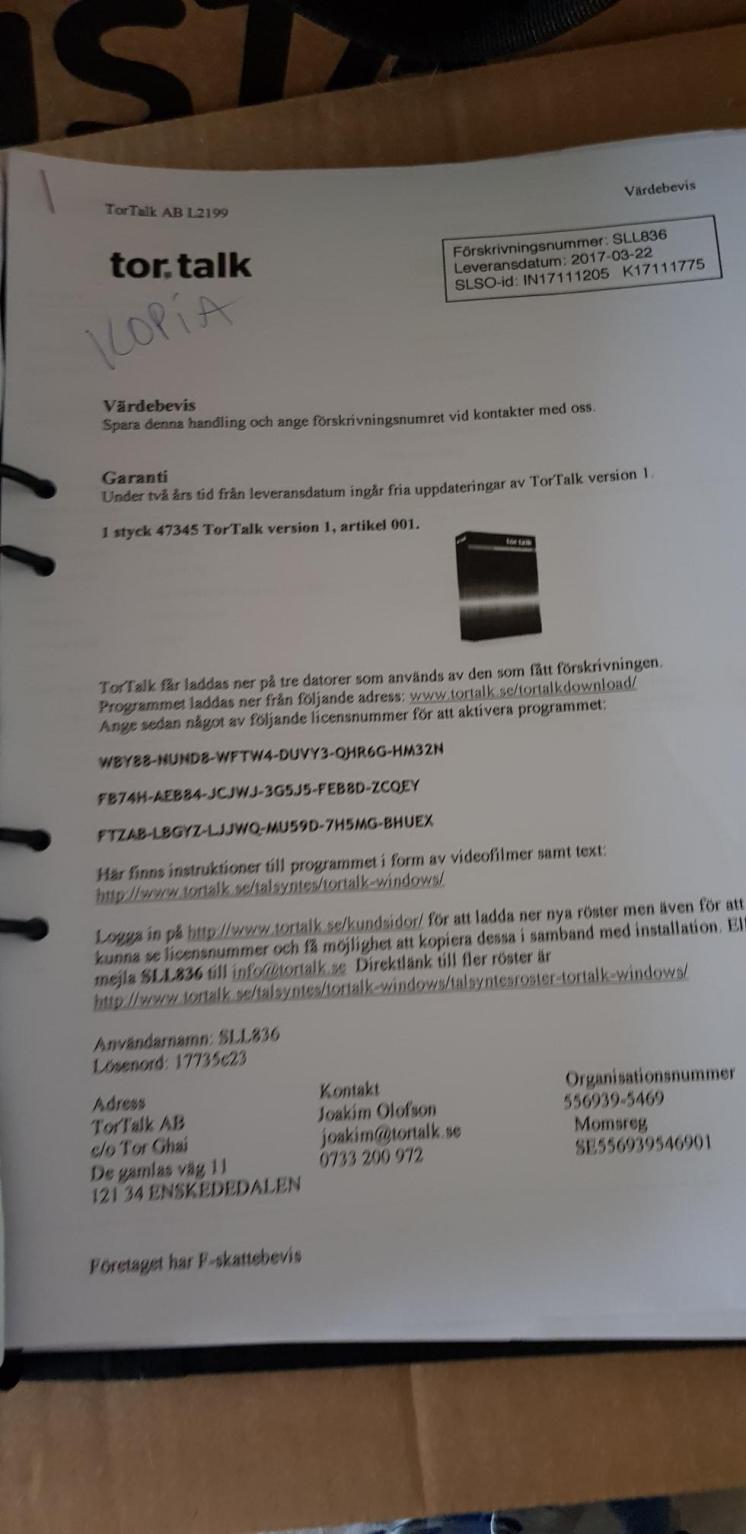 TorTalk AB L2199
Värdebevis
tor.talk
Förskrivningsnummer: SLL836
Leveransdatum: 2017-03-22
SLSO-id: IN17111205 K17111775
KOPiA
Värdebevis
Spara denna handling och ange förskrivningsnumret vid kontakter med oss.
Garanti
Under två års tid från leveransdatum ingår fria uppdateringar av TorTalk version 1.
1 styck 47345 TorTalk version 1, artikel 001.
tor talk
TorTalk får laddas ner på tre datorer som används av den som fått förskrivningen.
Programmet laddas ner från följande adress: www.tortalk.se/tortalkdownload/
Ange sedan något av följande licensnummer för att aktivera programmet:
WBY88-NUND8-WFTW4-DUVY3-QHR6G-HM32N
FB74H-AEB84-JCJWJ-3G5J5-FEB8D-ZCQEY
FTZAB-LBGYZ-LJJWQ-MU59D-7H5MG-BHUEX
Här finns instruktioner till programmet i form av videofilmer samt text:
http://www.tortalk.se/talsyntes/tortalk-windows/
Logga in på http://www.tortalk.se/kundsidor/ för att ladda ner nya röster men även för att
kunna se licensnummer och få möjlighet att kopiera dessa i samband med installation. Ell
mejla SLL836 till info@tortalk.se Direktlänk till fler röster är
http://www.tortalk.se/talsyntes/tortalk-windows/talsyntesroster-tortalk-windows/
Användarnamn: SLL836
Lösenord: 17735c23
Adress
TorTalk AB
c/o Tor Ghai
De gamlas väg 11
121 34 ENSKEDEDALEN
Kontakt
Joakim Olofson
joakim@tortalk.se
0733 200 972
Organisationsnummer
556939-5469
Momsreg
SE556939546901
Företaget har F-skattebevis